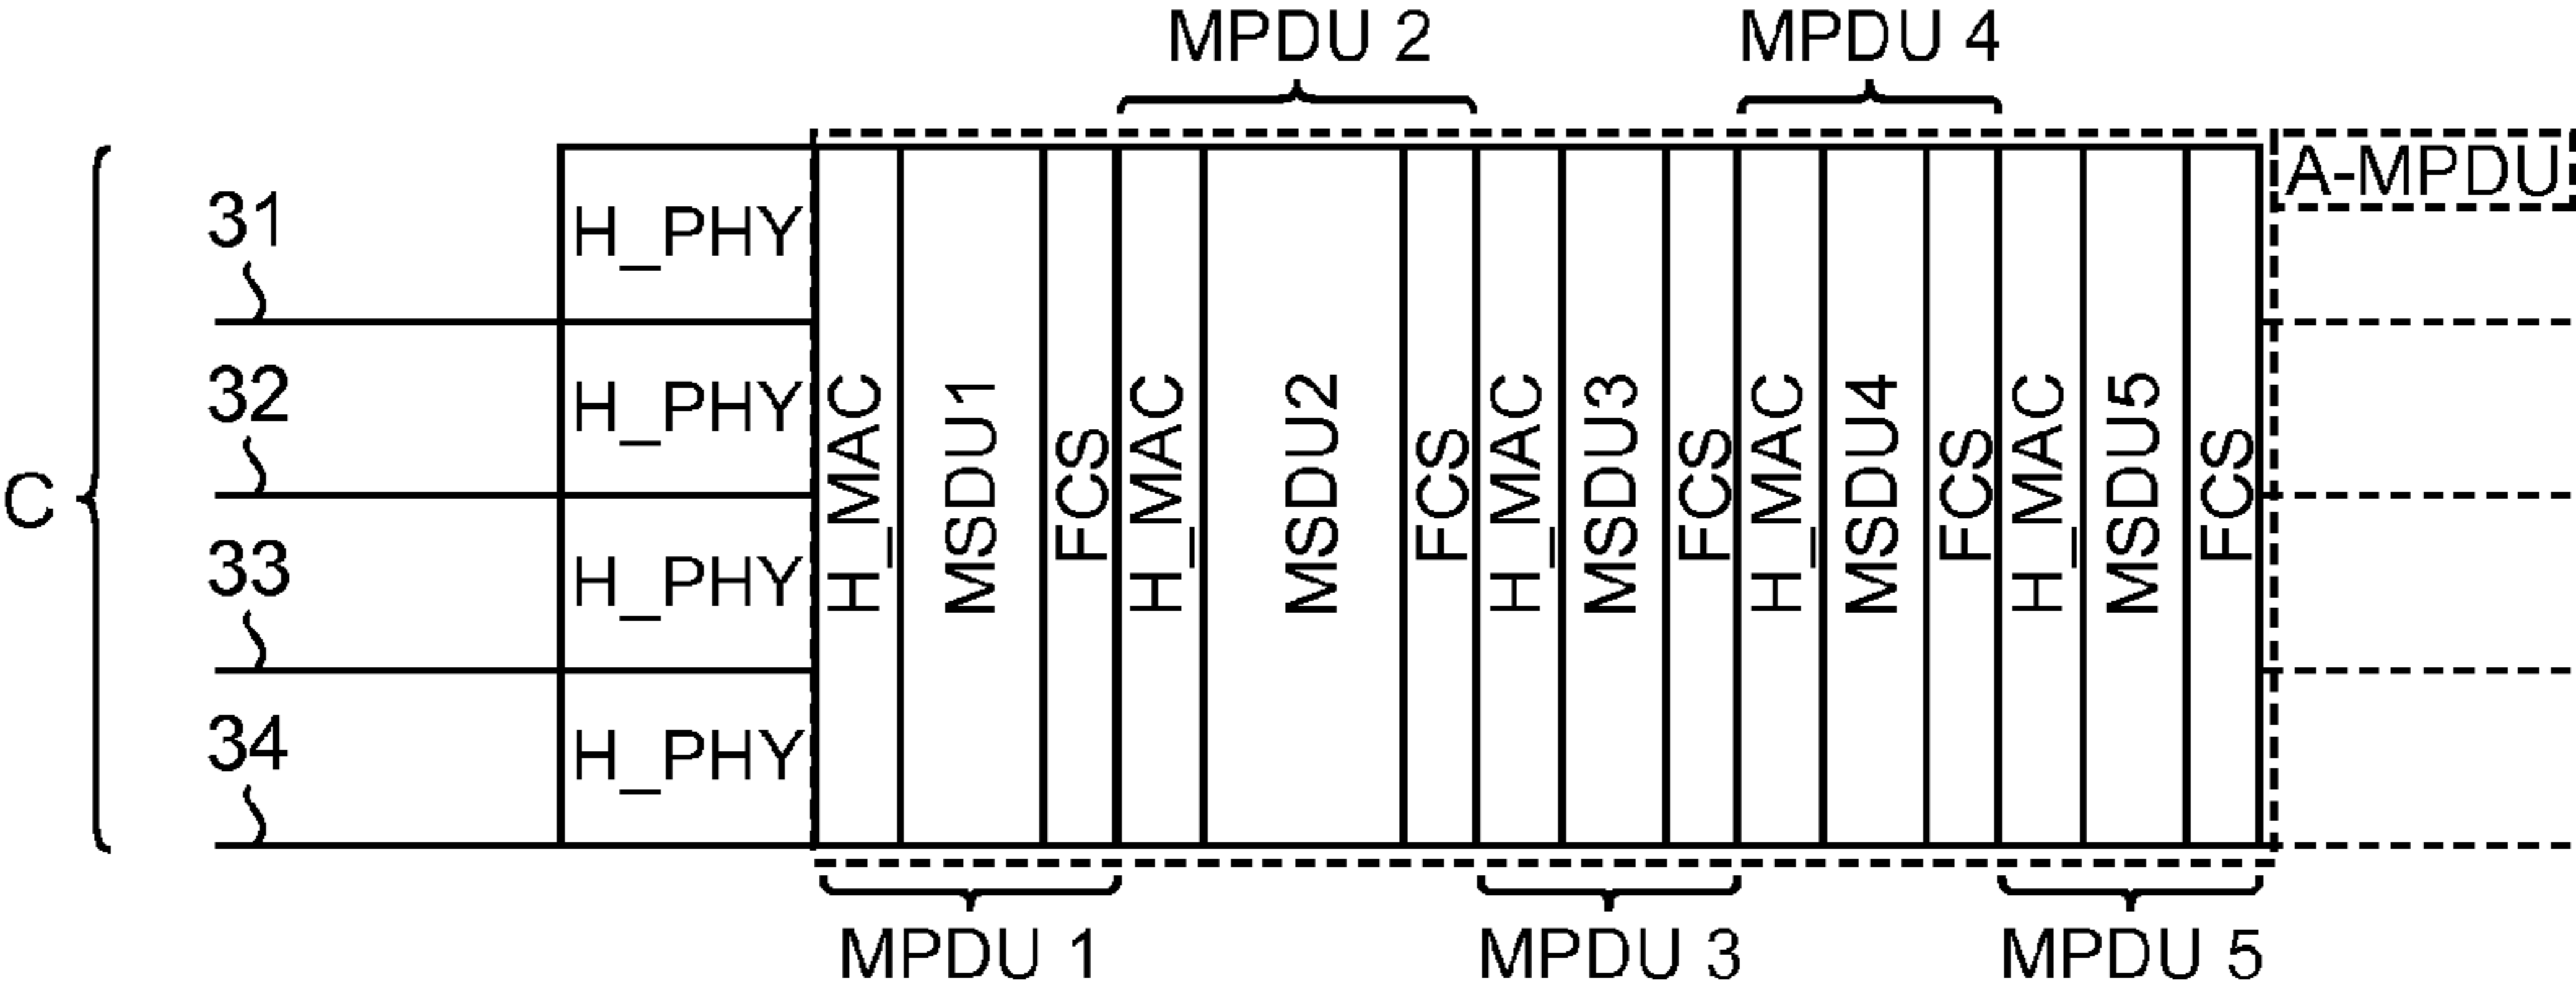 MPDU 2
MPDU 4
A-MPDU
31
H_PHY
32
H_PHY
C
33
H_PHY
34
H_PHY
H_MAC
MSDU1
FCS
H_MAC
MSDU2
FCS
H_MAC
MSDU3
FCS
H_MAC
MSDU4
FCS
H_MAC
MSDU5
FCS
MPDU 1
MPDU 3
MPDU 5